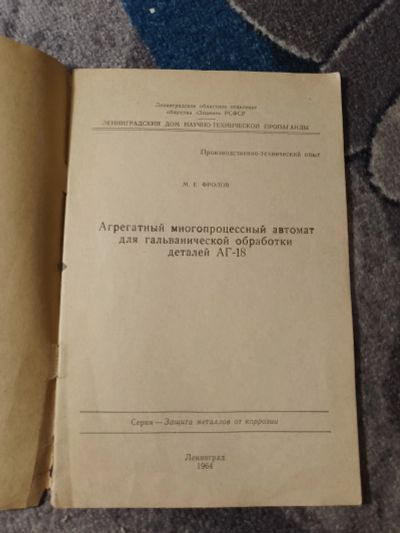 Ленинградское областное отделение
общества «Знание» РСФСР
ЛЕНИНГРАДСКИЙ ДОМ НАУЧНО-ТЕХНИЧЕСКОЙ ПРОПАГАНДЫ
Производственно-технический опыт
М. Е. ФРОЛОВ
Агрегатный многопроцессный автомат
для гальванической обработки
деталей АГ-18
Серия — Защита металлов от коррозии
Ленинград
1964